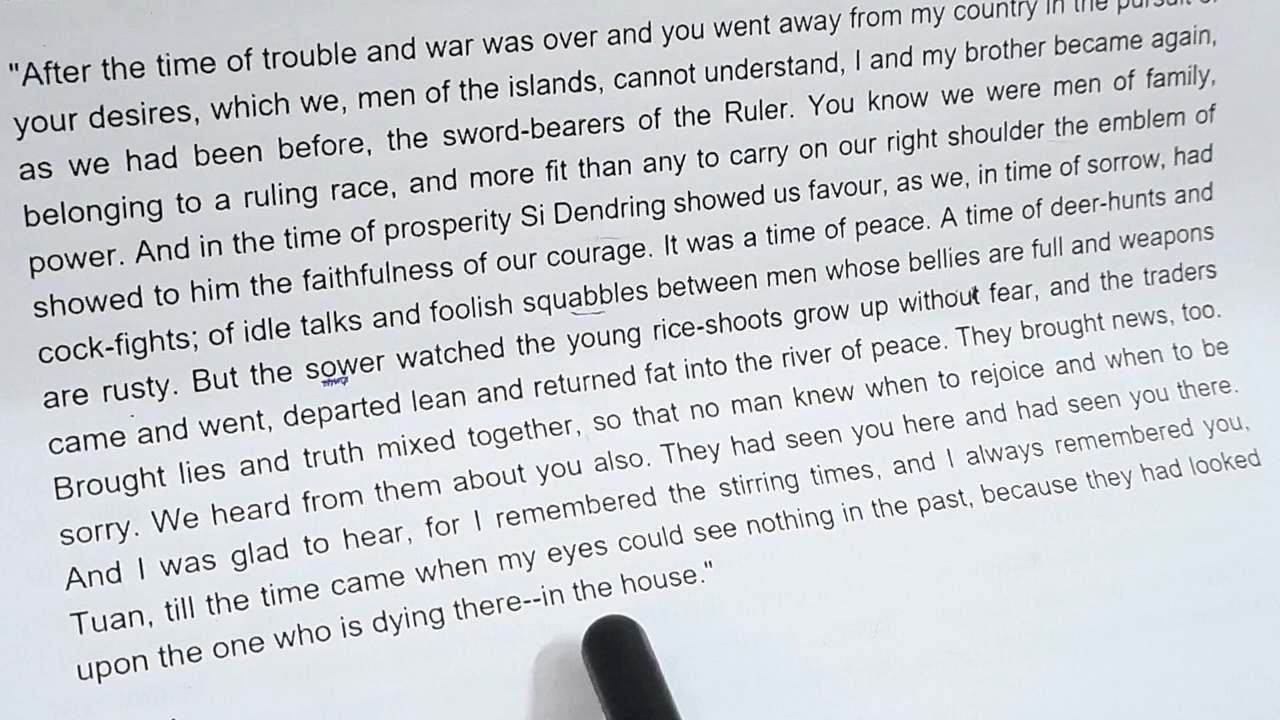 "After the time of trouble and war was over and you went away from my country in the pursuit
your desires, which we, men of the islands, cannot understand, I and my brother became again,
as we had been before, the sword-bearers of the Ruler. You know we were men of family,
belonging to a ruling race, and more fit than any to carry on our right shoulder the emblem of
power. And in the time of prosperity Si Dendring showed us favour, as we, in time of sorrow, had
showed to him the faithfulness of our courage. It was a time of peace. A time of deer-hunts and
cock-fights; of idle talks and foolish squabbles between men whose bellies are full and weapons
are rusty. But the sower watched the young rice-shoots grow up without fear, and the traders
came and went, departed lean and returned fat into the river of peace. They brought news, too.
Brought lies and truth mixed together, so that no man knew when to rejoice and when to be
sorry. We heard from them about you also. They had seen you here and had seen you there.
And I was glad to hear, for I remembered the stirring times, and I always remembered you,
Tuan, till the time came when my eyes could see nothing in the past, because they had looked
upon the one who is dying there--in the house."